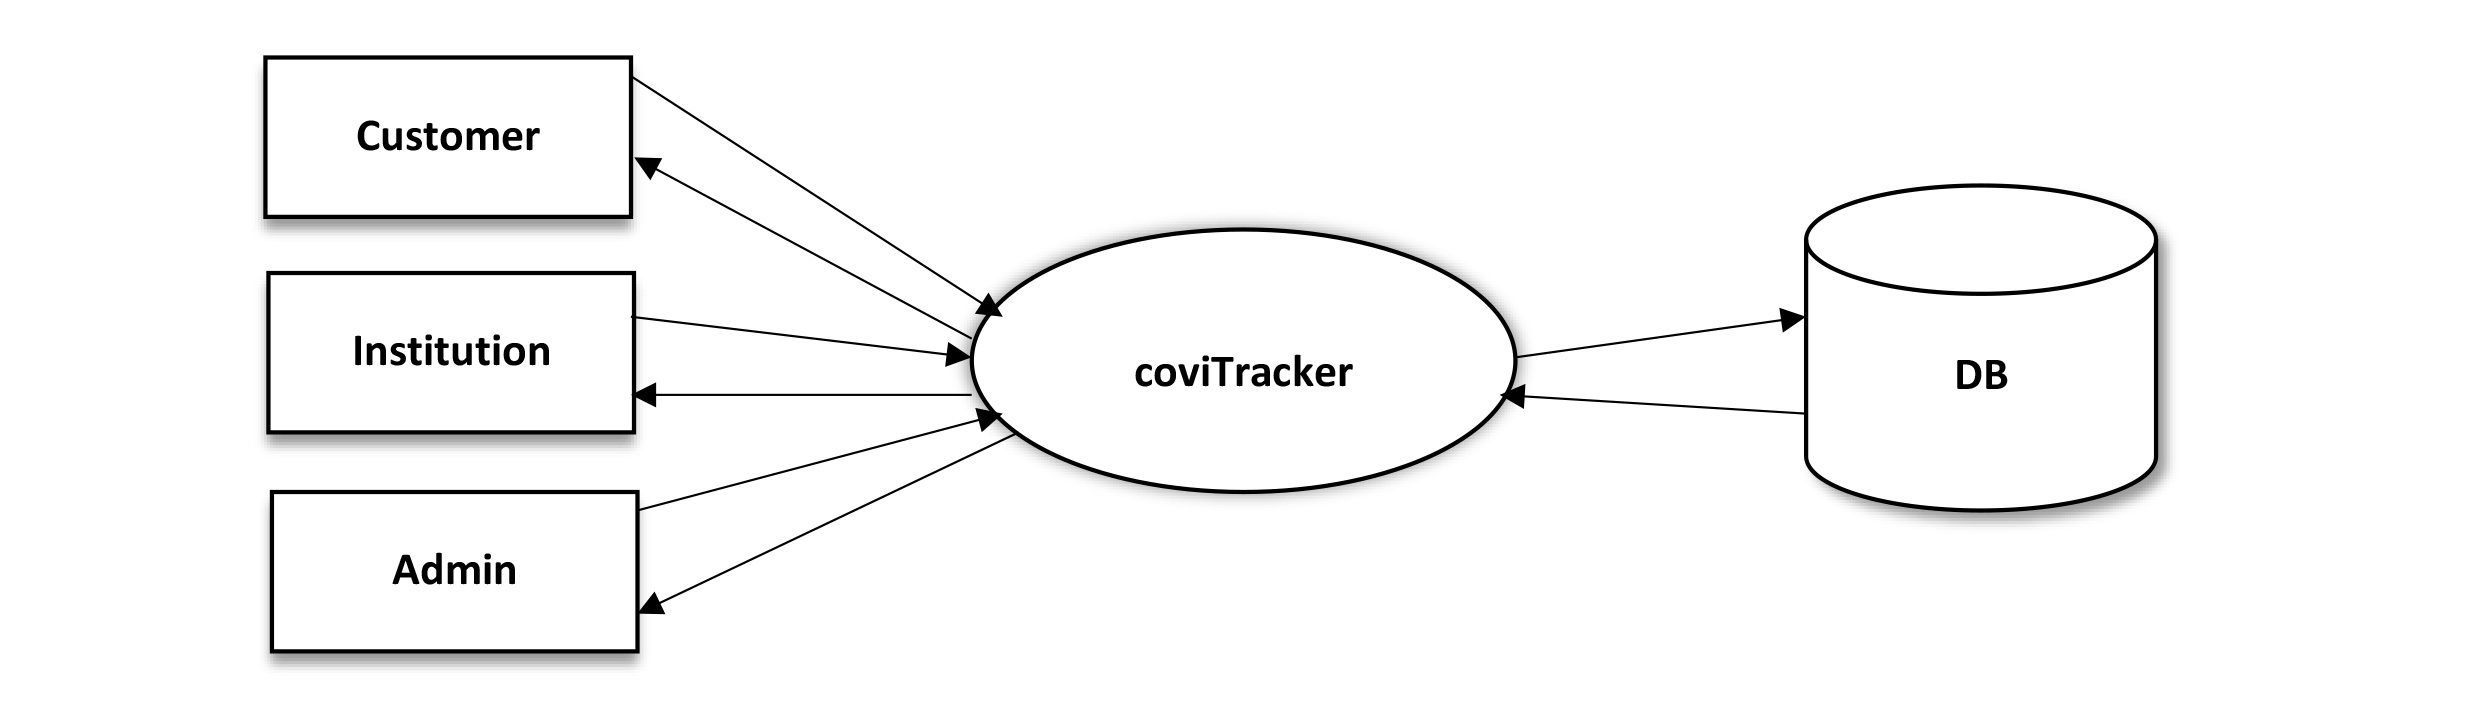 Customer
Institution
Admin
coviTracker
DB